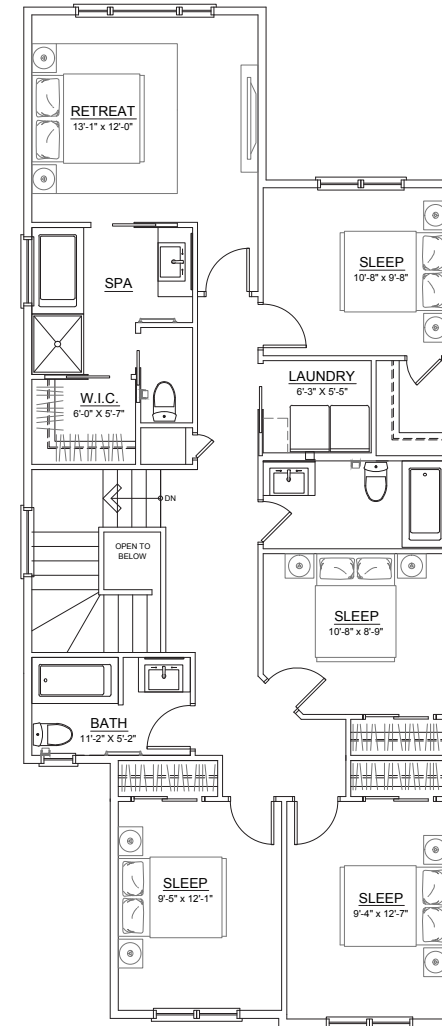 RETREAT
13'-1" x 12'-0"
SLEEP
10'-8" x 9'-8"
SPA
LAUNDRY
6'-3" X 5'-5"
W.I.C.
6'-0" X 5'-7"
DN
OPEN TO
BELOW
SLEEP
10'-8" x 8'-9"
BATH
11'-2" X 5'-2"
SLEEP
9'-5" x 12'-1"
SLEEP
9'-4" x 12'-7"